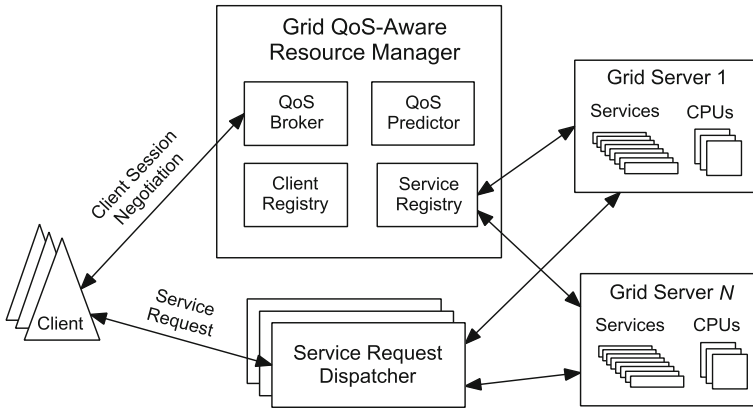 Grid QoS-Aware
Resource Manager
QoS
Broker
QoS
Predictor
Client
Registry
Service
Registry
Client Session
Negotiation
Grid Server 1
Services
CPUs
Client
Service
Request
Service Request
Dispatcher
Grid Server N
Services
CPUs